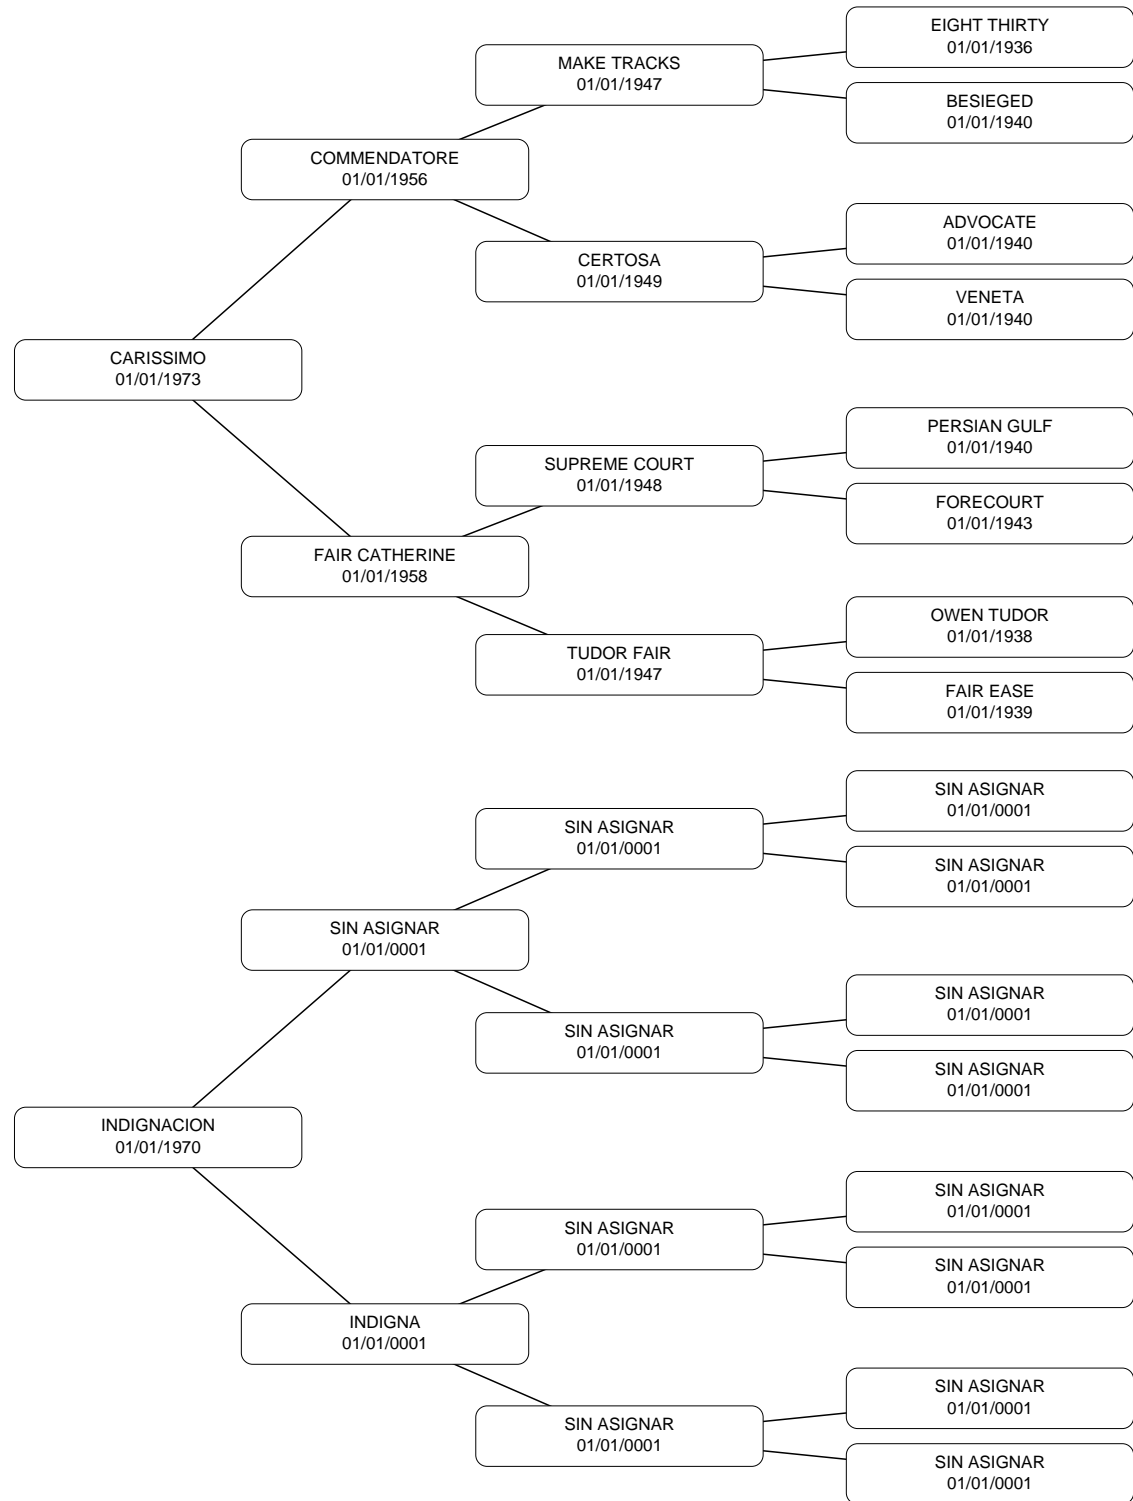 EIGHT THIRTY
01/01/1936
MAKE TRACKS
01/01/1947
BESIEGED
01/01/1940
COMMENDATORE
01/01/1956
ADVOCATE
01/01/1940
CERTOSA
01/01/1949
VENETA
01/01/1940
CARISSIMO
01/01/1973
PERSIAN GULF
01/01/1940
SUPREME COURT
01/01/1948
FORECOURT
01/01/1943
FAIR CATHERINE
01/01/1958
OWEN TUDOR
01/01/1938
TUDOR FAIR
01/01/1947
FAIR EASE
01/01/1939
SIN ASIGNAR
01/01/0001
SIN ASIGNAR
01/01/0001
SIN ASIGNAR
01/01/0001
SIN ASIGNAR
01/01/0001
SIN ASIGNAR
01/01/0001
SIN ASIGNAR
01/01/0001
SIN ASIGNAR
01/01/0001
INDIGNACION
01/01/1970
SIN ASIGNAR
01/01/0001
SIN ASIGNAR
01/01/0001
SIN ASIGNAR
01/01/0001
INDIGNA
01/01/0001
SIN ASIGNAR
01/01/0001
SIN ASIGNAR
01/01/0001
SIN ASIGNAR
01/01/0001